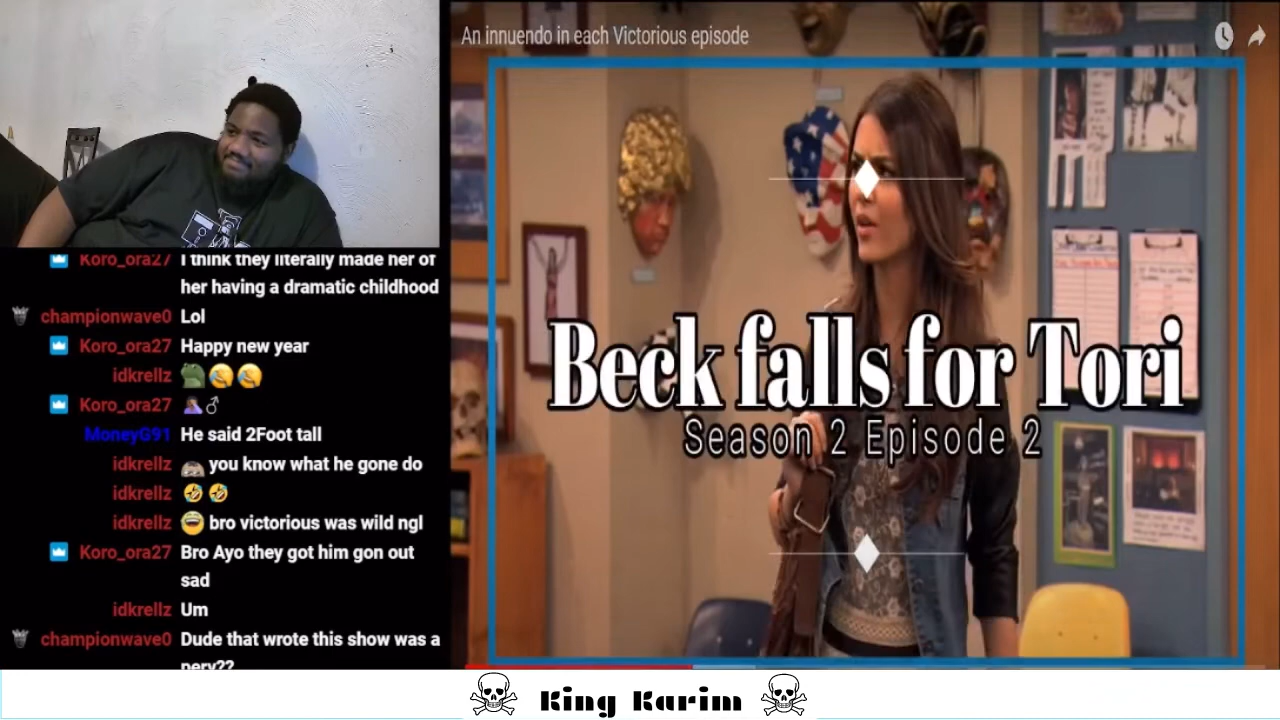 An innuendo in each Victorious episode
Koro_ora27 I think they literally made her of
her having a dramatic childhood
championwave0 Lol
Koro_ora27 Happy new year
idkrellz
Koro_ora27
MoneyG91 He said 2Foot tall
idkrellz you know what he gone do
idkrellz
idkrellz bro victorious was wild ngl
Koro_ora27 Bro Ayo they got him gon out
sad
idkrellz Um
championwave0 Dude that wrote this show was a
perv??
Beck falls for Tori
Season 2 Episode 2
King Karim